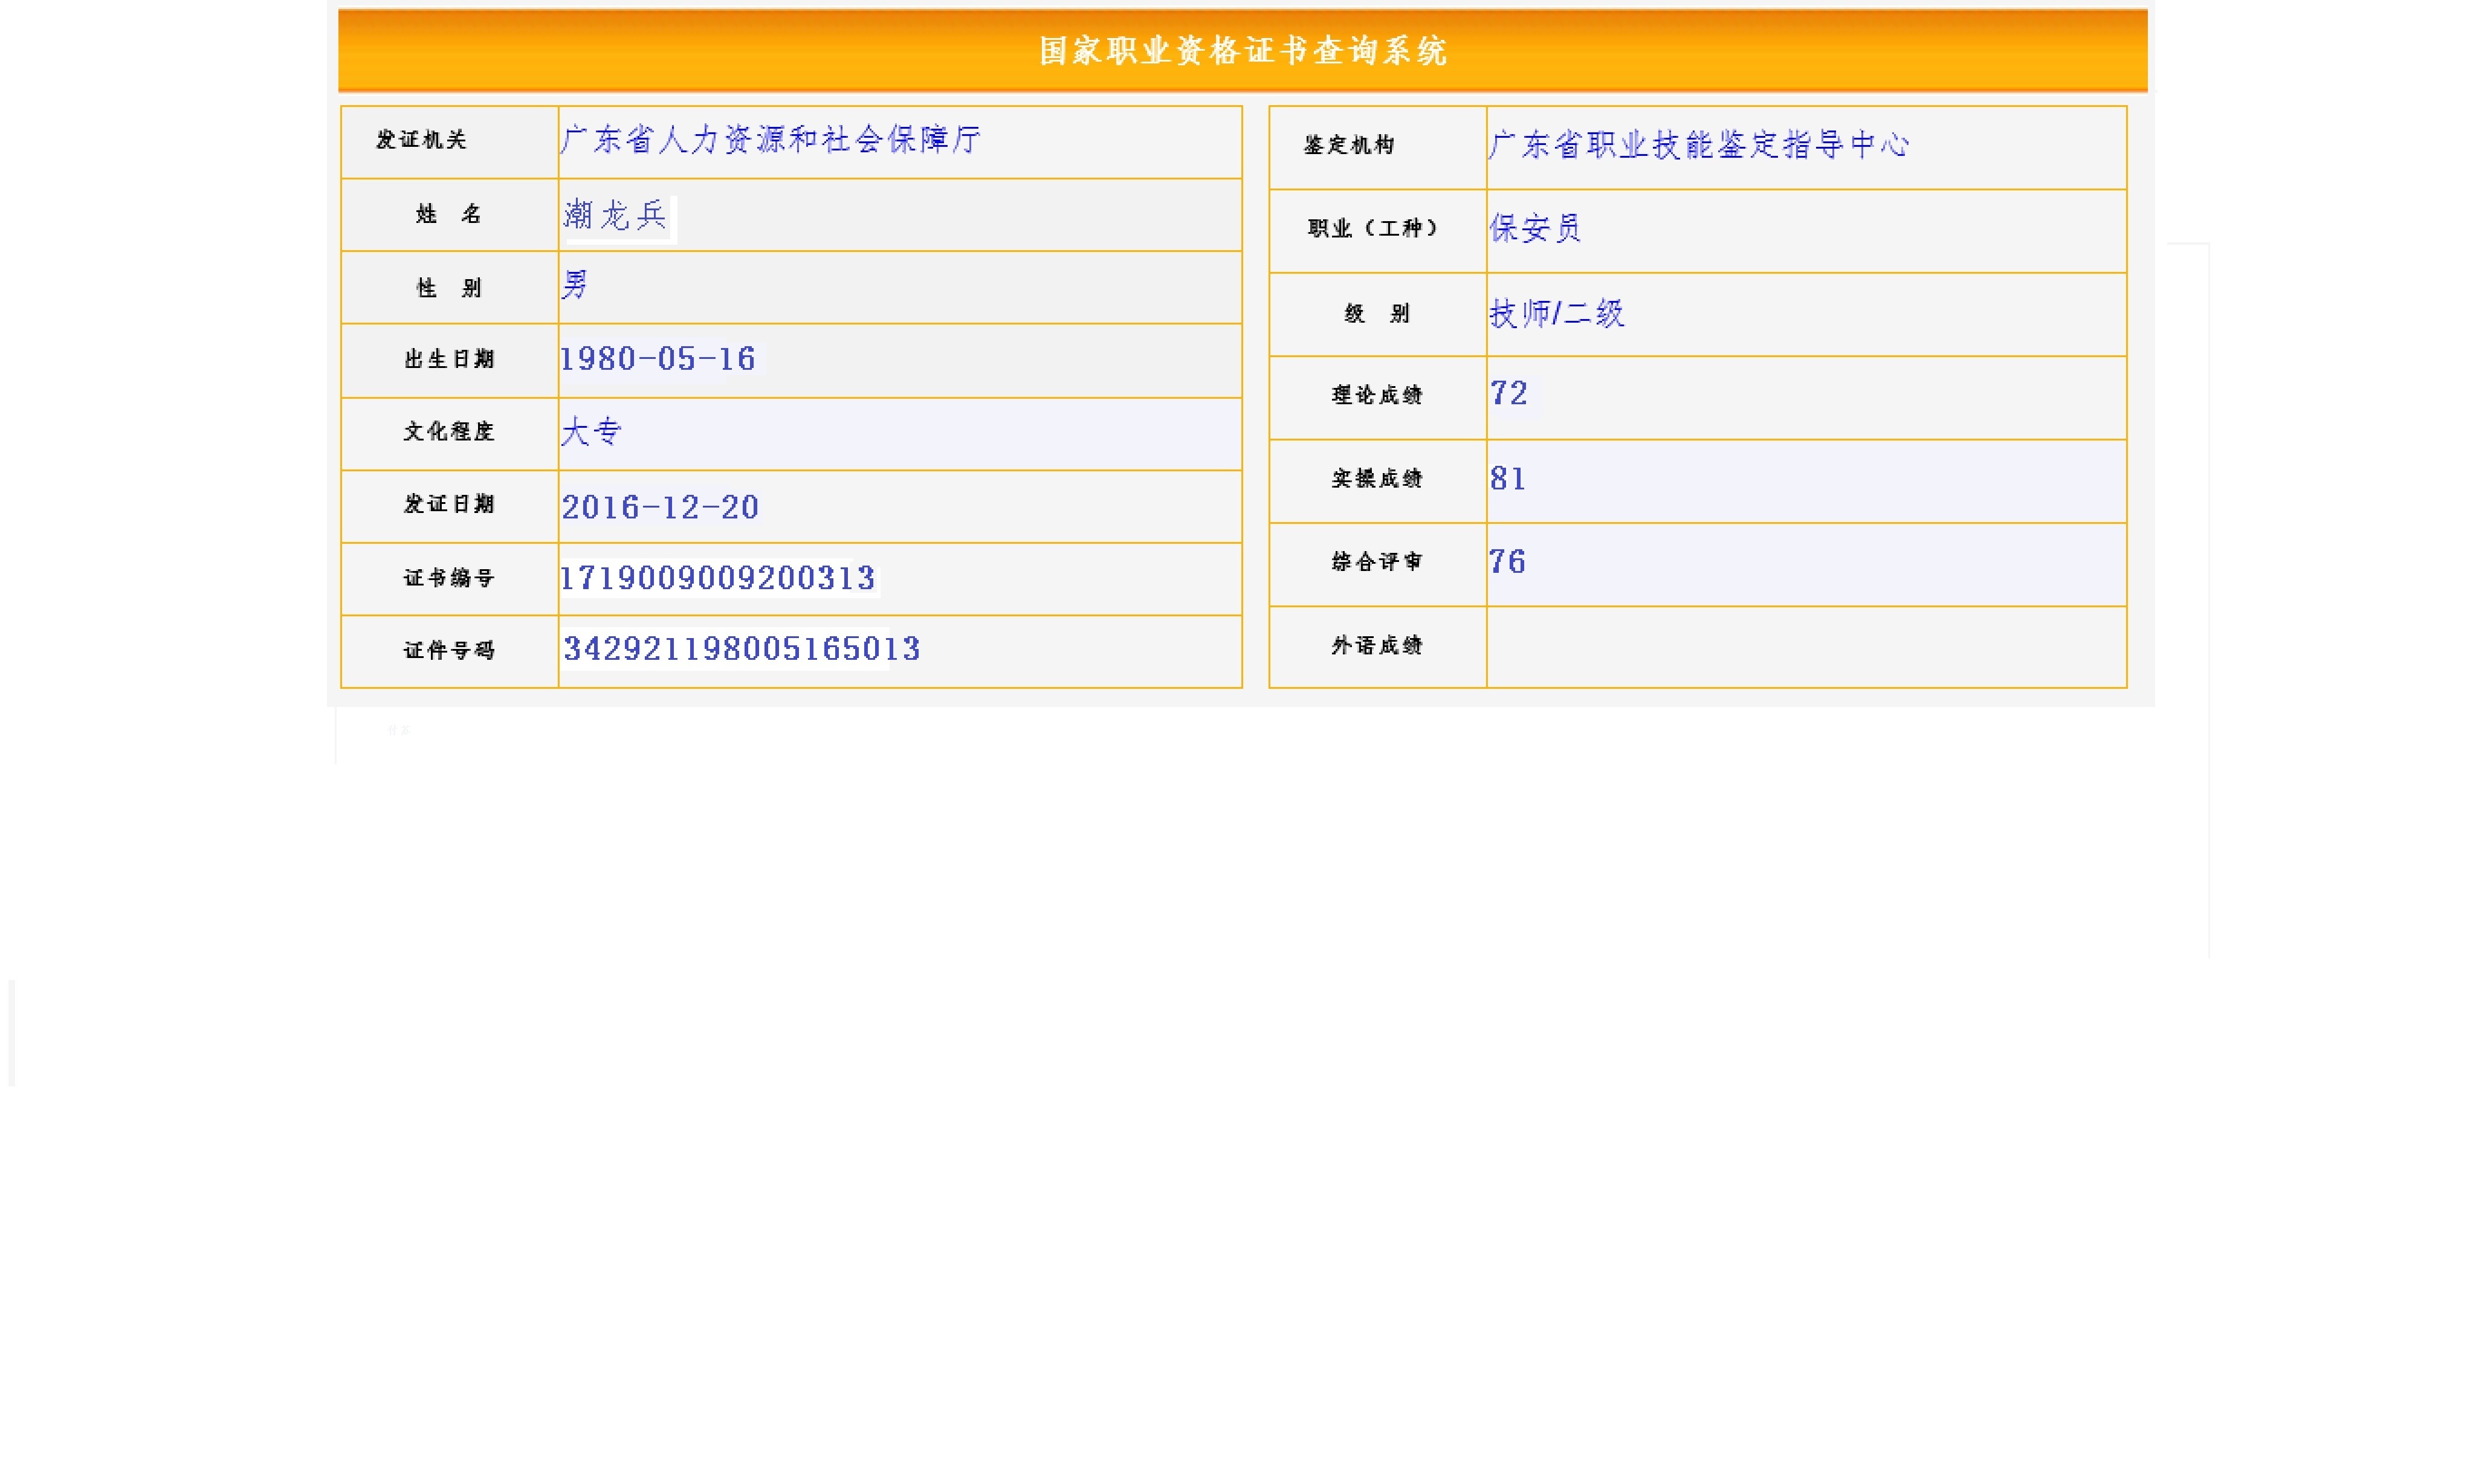 国家职业资格证书查询系统
发证机关 广东省人力资源和社会保障厅
姓 名 潮龙兵
性 别 男
出生日期 1980-05-16
文化程度 大专
发证日期 2016-12-20
证书编号 1719009009200313
证件号码 342921198005165013
鉴定机构 广东省职业技能鉴定指导中心
职业（工种） 保安员
级 别 技师/二级
理论成绩 72
实操成绩 81
综合评审 76
外语成绩